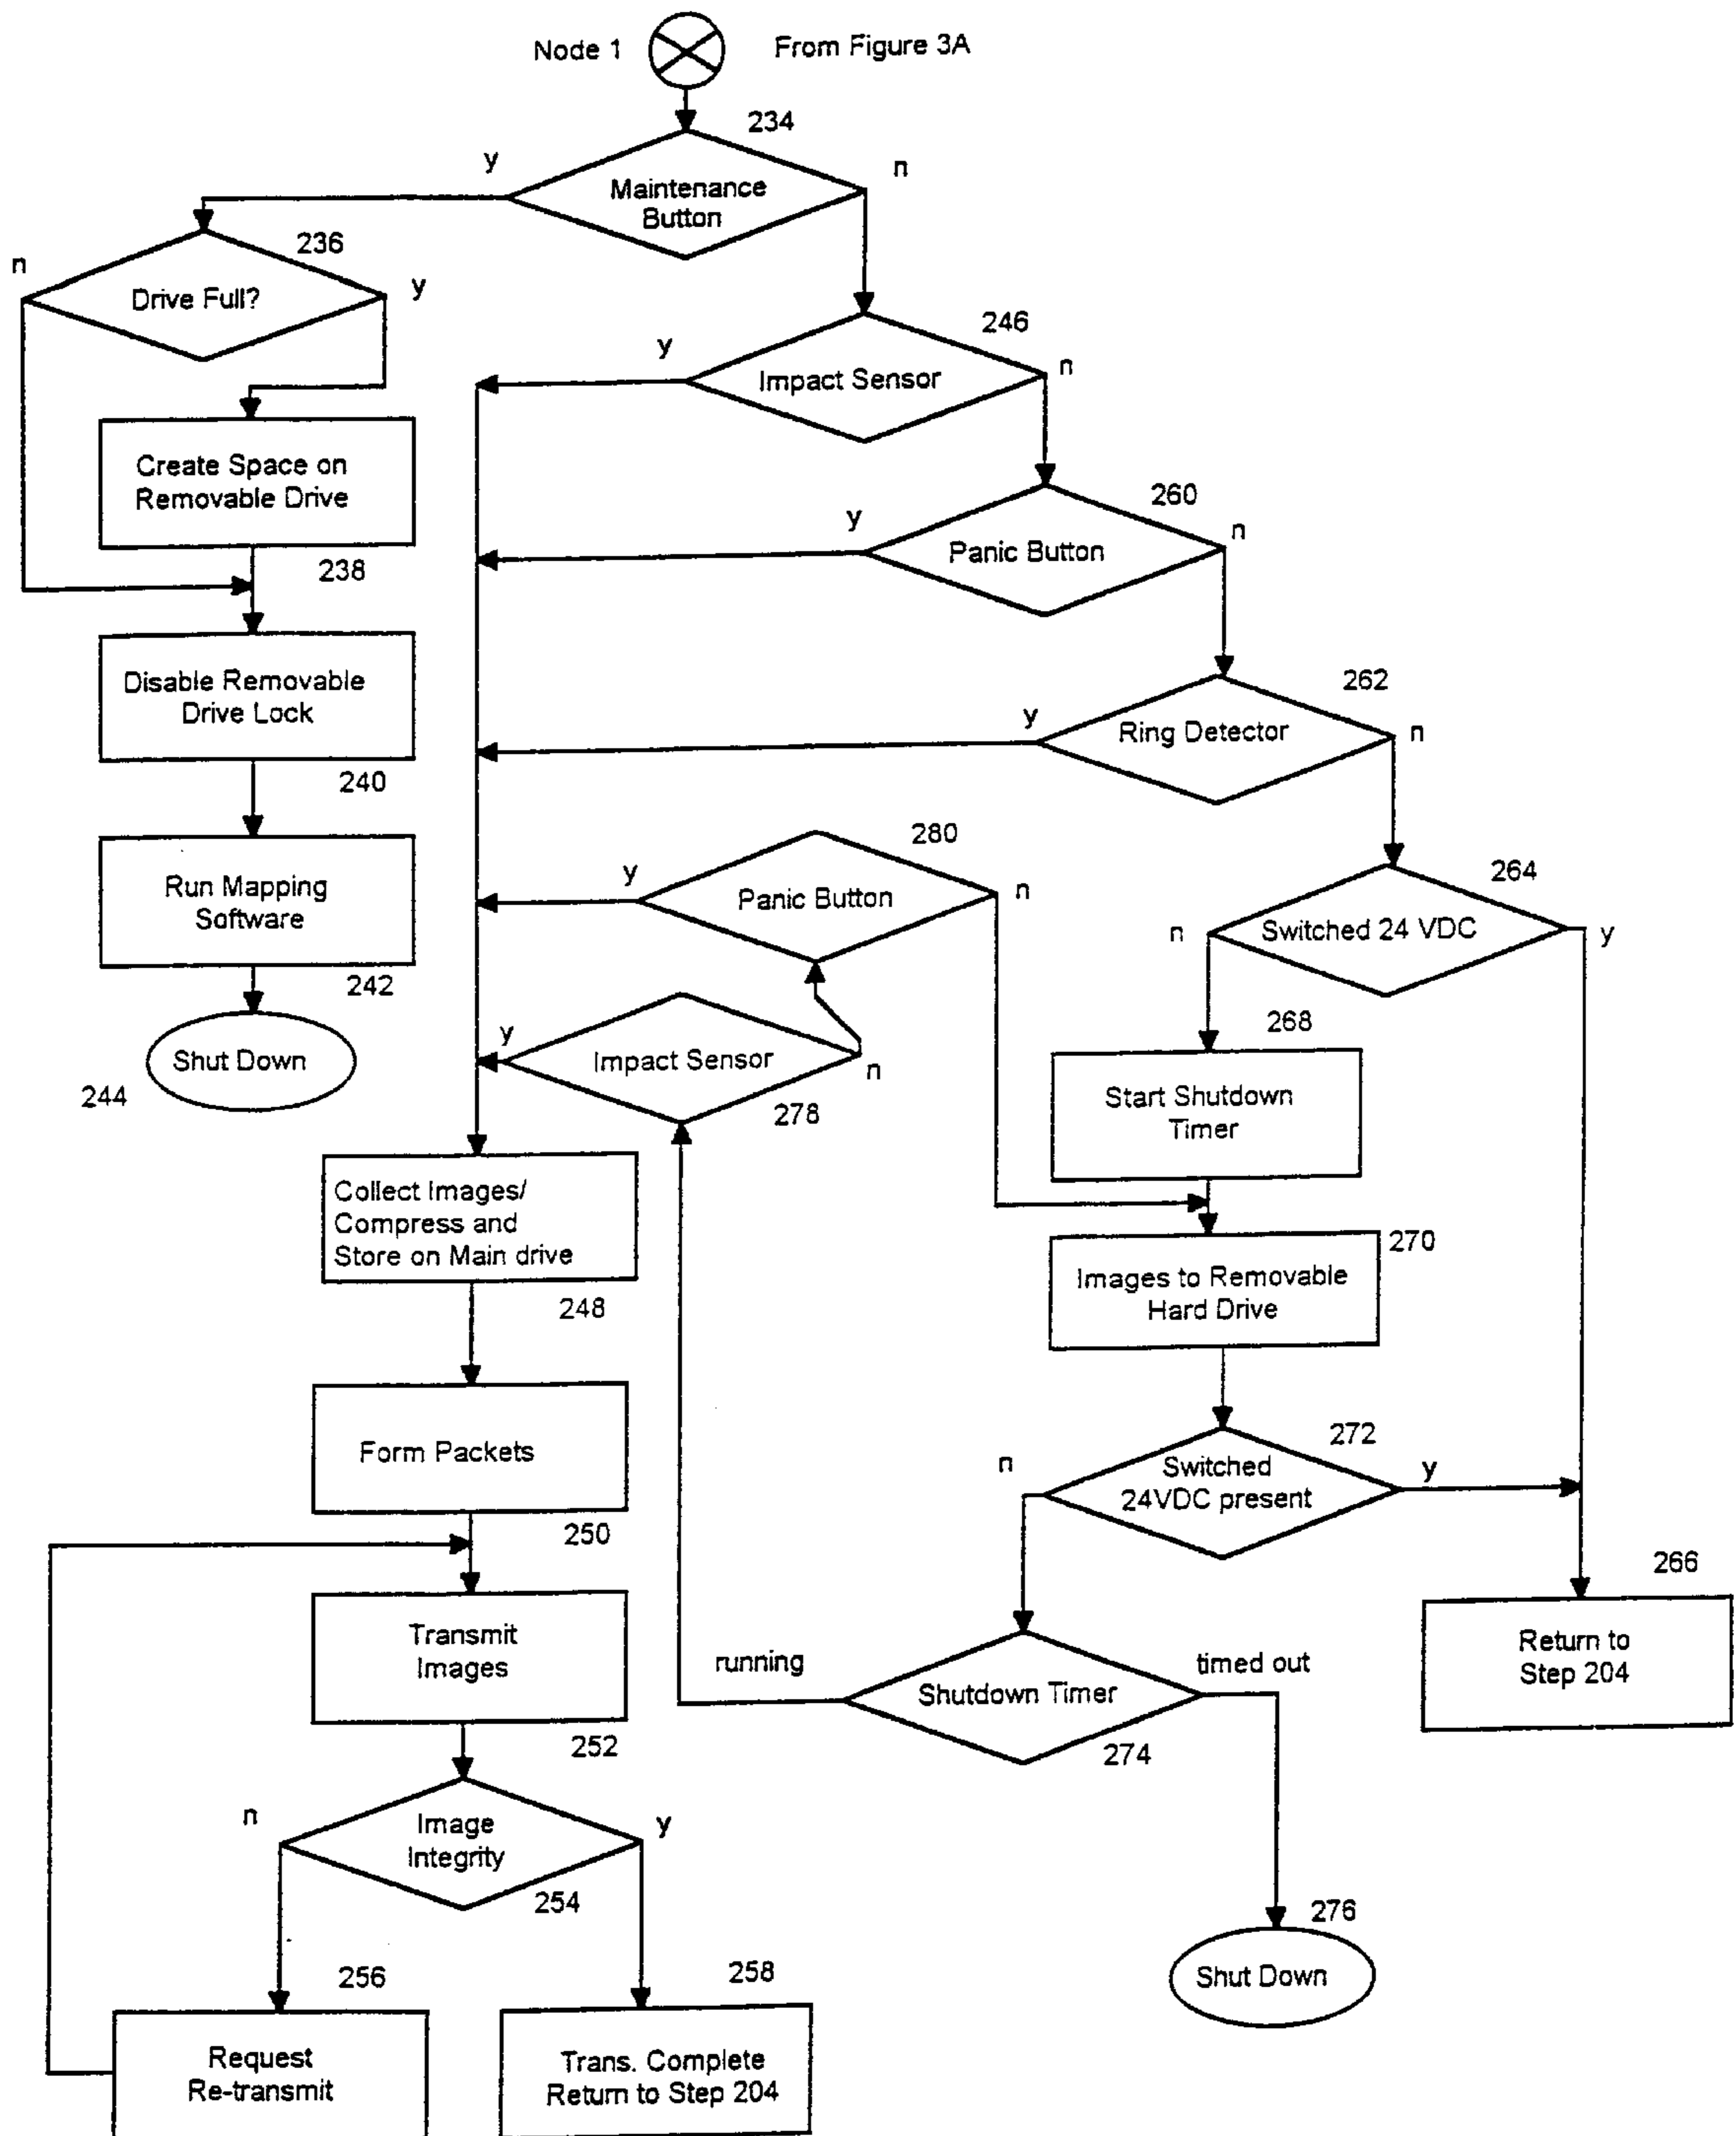 Node 1
From Figure 3A
234
y
n
Maintenance
Button
236
n
y
Drive Full?
246
y
n
Impact Sensor
Create Space on
Removable Drive
238
260
y
n
Panic Button
Disable Removable
Drive Lock
240
262
y
n
Ring Detector
280
y
n
Panic Button
264
n
y
Switched 24 VDC
Run Mapping
Software
242
Shut Down
244
y
n
Impact Sensor
278
268
Start Shutdown
Timer
Collect Images/
Compress and
Store on Main drive
248
270
Images to Removable
Hard Drive
Form Packets
250
272
n
y
Switched
24VDC present
266
Return to
Step 204
Transmit
Images
252
running
timed out
Shutdown Timer
274
n
y
Image
Integrity
254
276
Shut Down
256
Request
Re-transmit
258
Trans. Complete
Return to Step 204